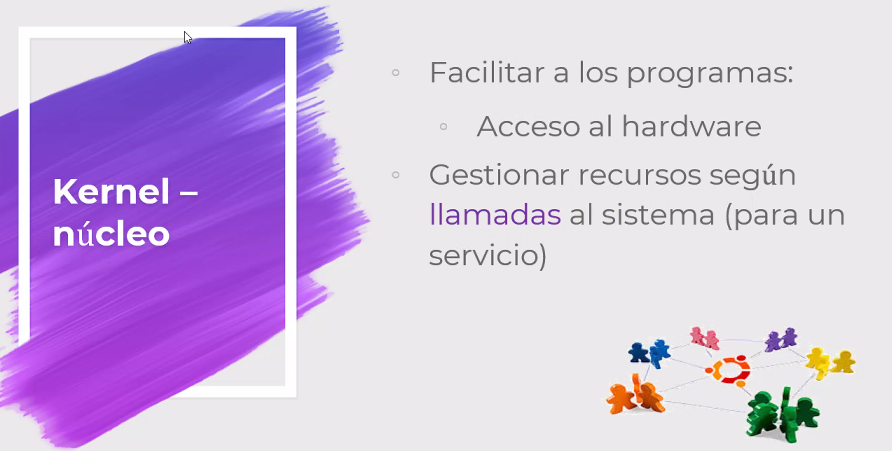 Kernel –
núcleo
Facilitar a los programas:
Acceso al hardware
Gestionar recursos según
llamadas al sistema (para un
servicio)